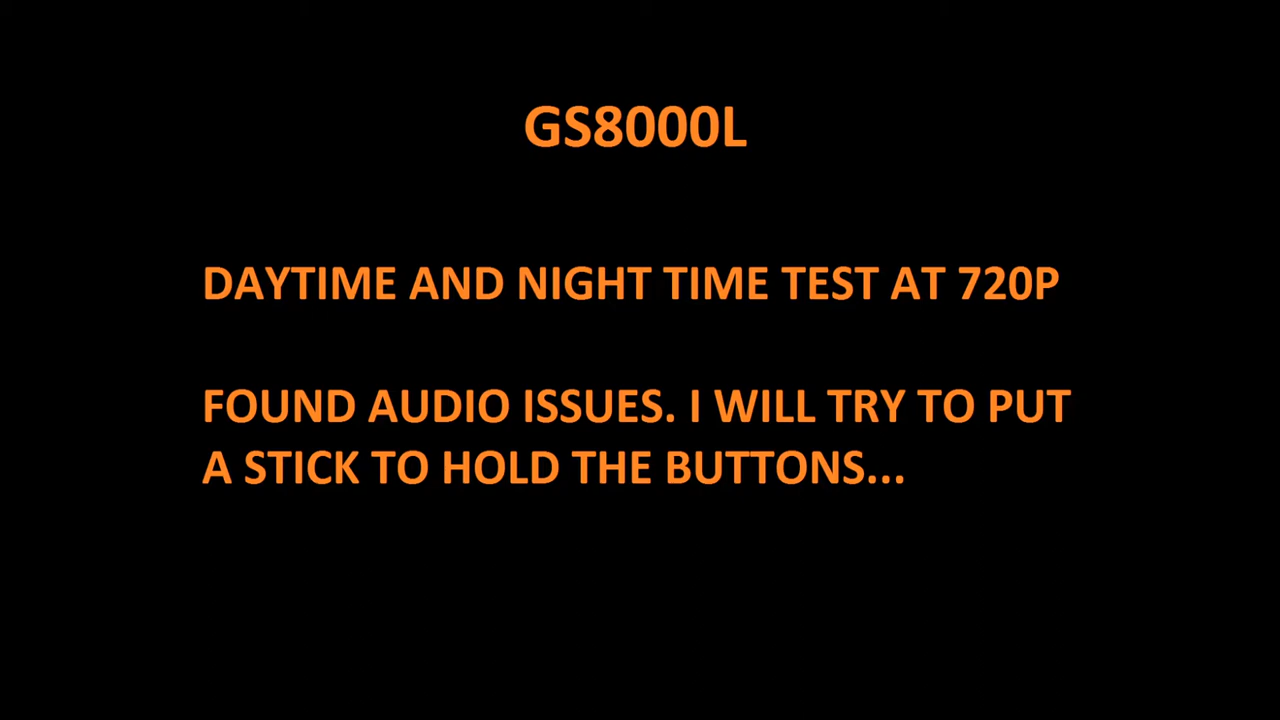 GS8000L
DAYTIME AND NIGHT TIME TEST AT 720P
FOUND AUDIO ISSUES. I WILL TRY TO PUT
A STICK TO HOLD THE BUTTONS...